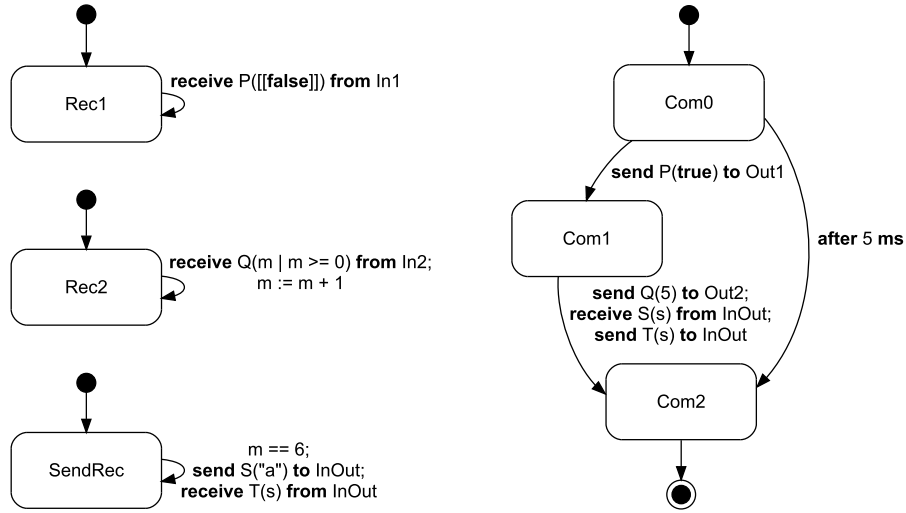 Rec1
receive P([[false]]) from In1
Rec2
receive Q(m | m >= 0) from In2;
m := m + 1
SendRec
m == 6;
send S("a") to InOut;
receive T(s) from InOut
Com0
send P(true) to Out1
Com1
after 5 ms
send Q(5) to Out2;
receive S(s) from InOut;
send T(s) to InOut
Com2